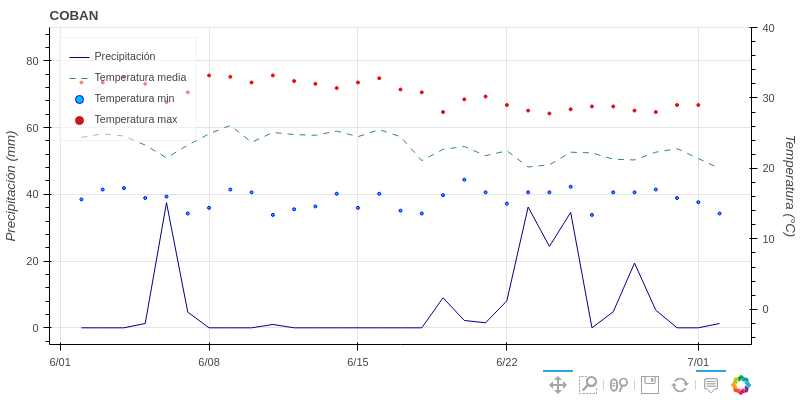 COBAN
Precipitación
Temperatura media
Temperatura min
Temperatura max
Precipitación (mm)
80
60
40
20
0
Temperatura (°C)
40
30
20
10
0
6/01
6/08
6/15
6/22
7/01